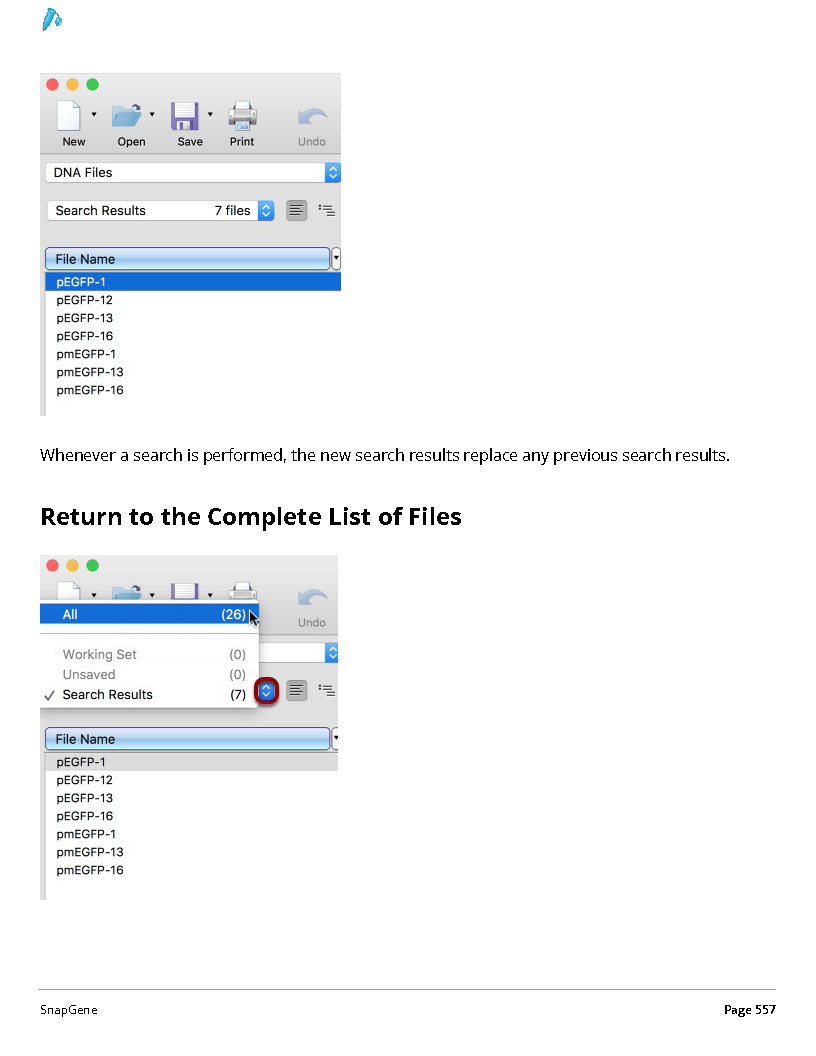 New
Open
Save
Print
Undo
DNA Files
Search Results 7 files
File Name
pEGFP-1
pEGFP-12
pEGFP-13
pEGFP-16
pmEGFP-1
pmEGFP-13
pmEGFP-16
Whenever a search is performed, the new search results replace any previous search results.
Return to the Complete List of Files
All (26)
Undo
Working Set (0)
Unsaved (0)
Search Results (7)
File Name
pEGFP-1
pEGFP-12
pEGFP-13
pEGFP-16
pmEGFP-1
pmEGFP-13
pmEGFP-16
SnapGene Page 557